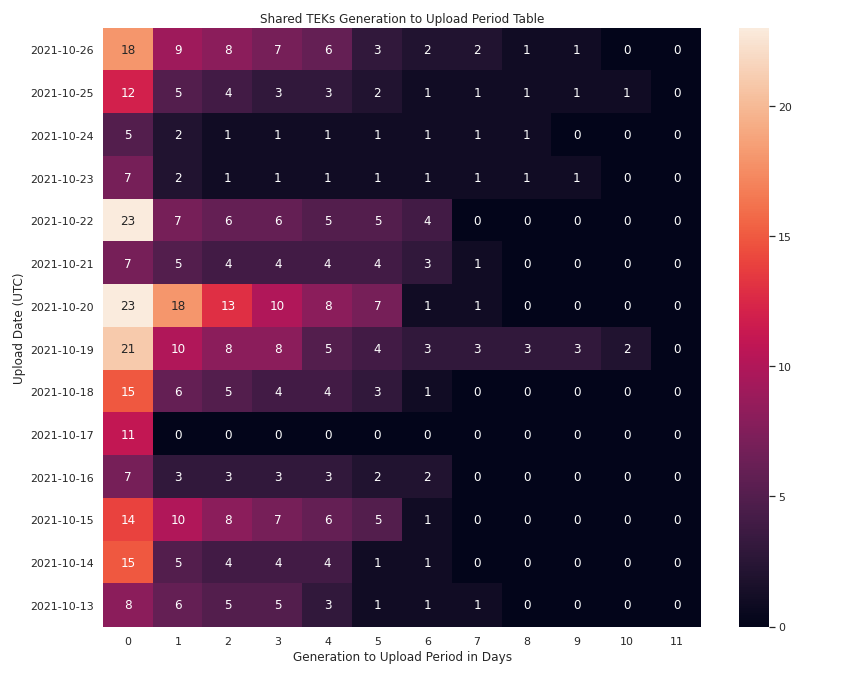 Shared TEKs Generation to Upload Period Table
Upload Date (UTC)
2021-10-26 18 9 8 7 6 3 2 2 1 1 0 0
2021-10-25 12 5 4 3 3 2 1 1 1 1 1 0
2021-10-24 5 2 1 1 1 1 1 1 1 0 0 0
2021-10-23 7 2 1 1 1 1 1 1 1 1 0 0
2021-10-22 23 7 6 6 5 5 4 0 0 0 0 0
2021-10-21 7 5 4 4 4 4 3 1 0 0 0 0
2021-10-20 23 18 13 10 8 7 1 1 0 0 0 0
2021-10-19 21 10 8 8 5 4 3 3 3 3 2 0
2021-10-18 15 6 5 4 4 3 1 0 0 0 0 0
2021-10-17 11 0 0 0 0 0 0 0 0 0 0 0
2021-10-16 7 3 3 3 3 2 2 0 0 0 0 0
2021-10-15 14 10 8 7 6 5 1 0 0 0 0 0
2021-10-14 15 5 4 4 4 1 1 0 0 0 0 0
2021-10-13 8 6 5 5 3 1 1 1 0 0 0 0
0 1 2 3 4 5 6 7 8 9 10 11
Generation to Upload Period in Days
20
15
10
5
0